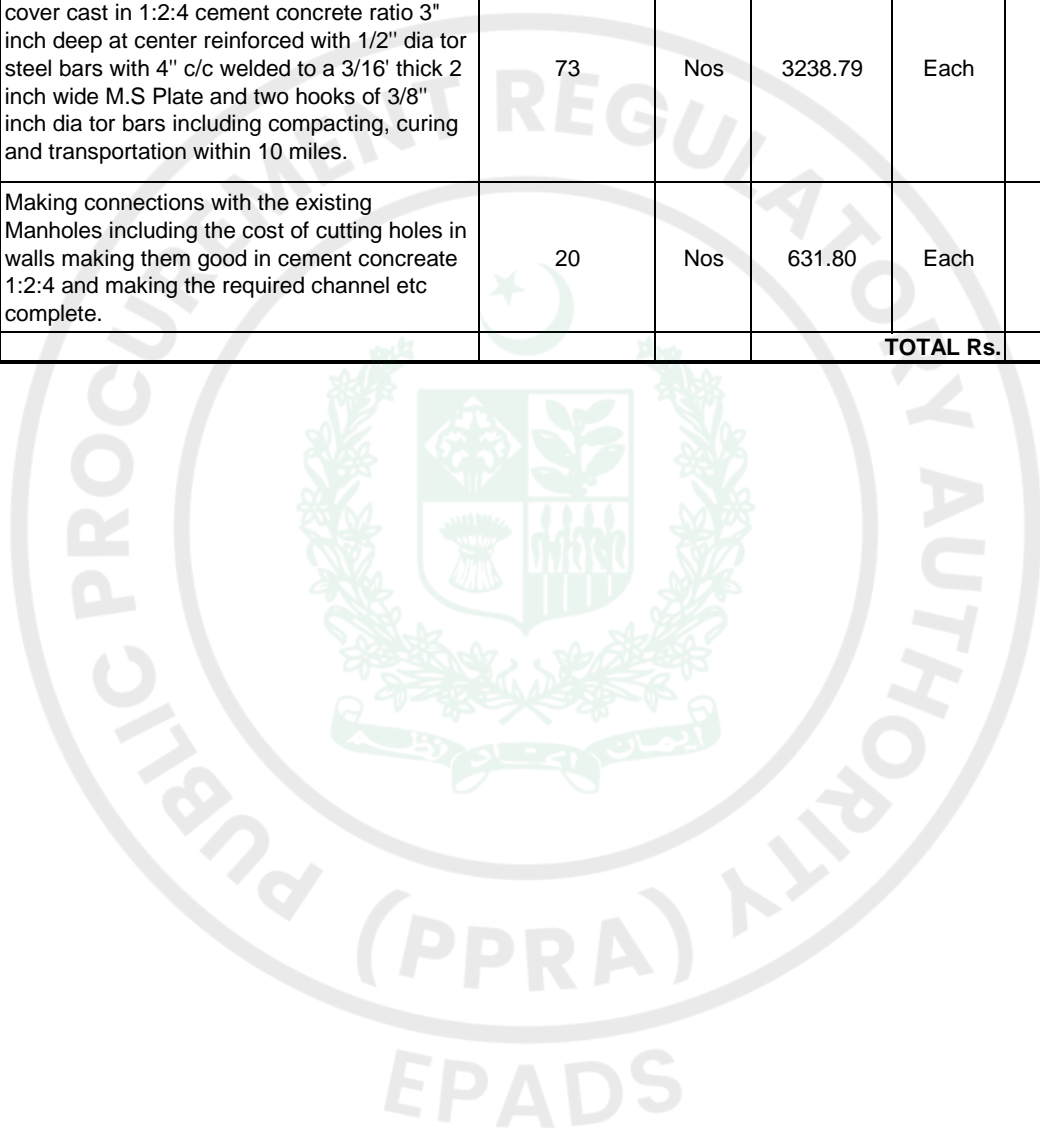 cover cast in 1:2:4 cement concrete ratio 3"
inch deep at center reinforced with 1/2" dia tor
steel bars with 4" c/c welded to a 3/16' thick 2
inch wide M.S Plate and two hooks of 3/8"
inch dia tor bars including compacting, curing
and transportation within 10 miles.
73 Nos 3238.79 Each
Making connections with the existing
Manholes including the cost of cutting holes in
walls making them good in cement concreate
1:2:4 and making the required channel etc
complete.
20 Nos 631.80 Each
TOTAL Rs.
PUBLIC PROCUREMENT REGULATORY AUTHORITY
(PPRA)
EPADS